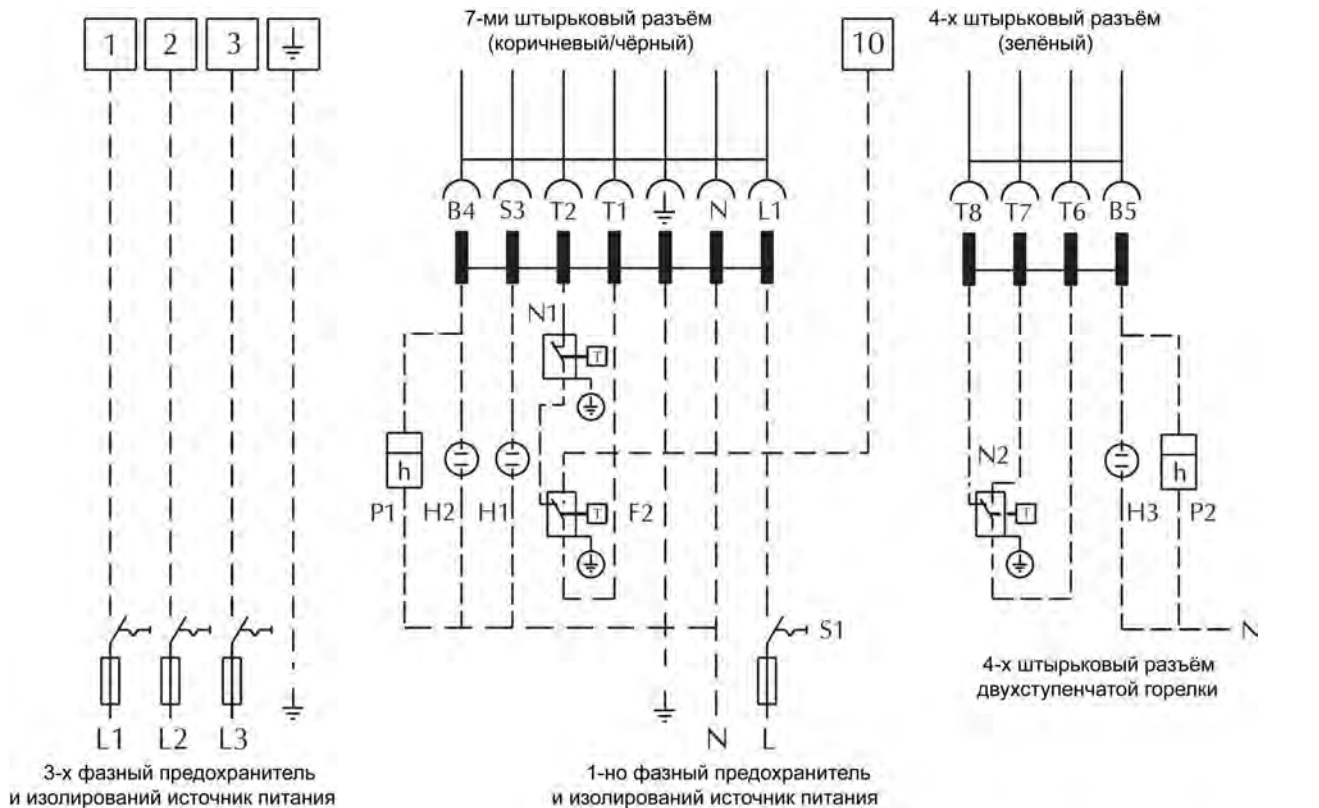 1 2 3
7-ми штырьковый разъём
(коричневый/чёрный)
10
4-х штырьковый разъём
(зелёный)
B4 S3 T2 T1 N L1
T8 T7 T6 B5
N1
T
h
P1 H2 H1
T
F2
N2
T
h
H3 P2
S1
N
4-х штырьковый разъём
двухступенчатой горелки
L1 L2 L3
N L
3-х фазный предохранитель
и изолирований источник питания
1-но фазный предохранитель
и изолирований источник питания